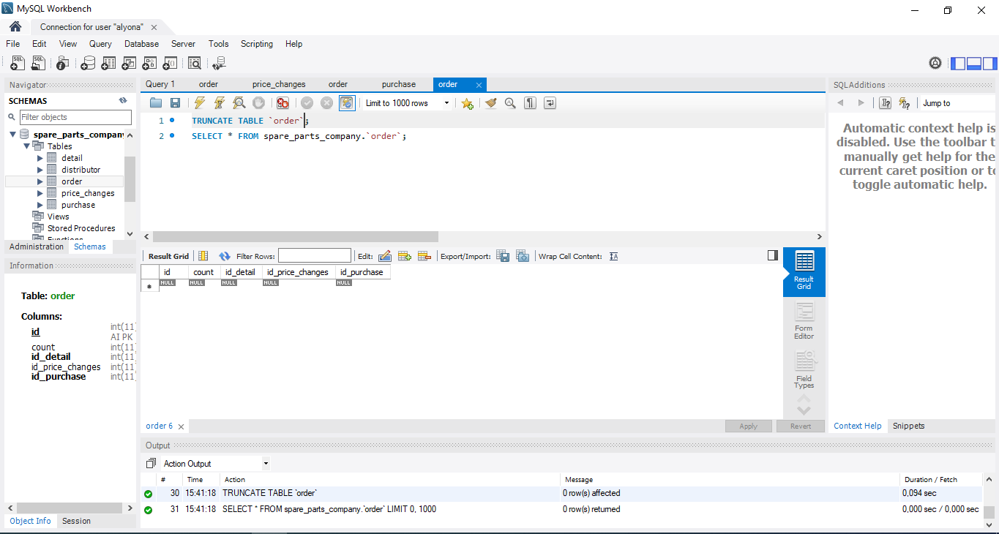 MySQL Workbench
Connection for user "alyona"
File Edit View Query Database Server Tools Scripting Help
Navigator
SCHEMAS
Filter objects
spare_parts_company
Tables
detail
distributor
order
price_changes
purchase
Views
Stored Procedures
Functions
Administration Schemas
Information
Table: order
Columns:
id int(11) AI PK
count int(11)
id_detail int(11)
id_price_changes int(11)
id_purchase int(11)
Object Info Session
Query 1 order price_changes order purchase order
Limit to 1000 rows
1 TRUNCATE TABLE `order`;
2 SELECT * FROM spare_parts_company.`order`;
Result Grid Filter Rows: Edit: Export/Import: Wrap Cell Content:
id count id_detail id_price_changes id_purchase
NULL NULL NULL NULL NULL
Result Grid
Form Editor
Field Types
order 6 Apply Revert
SQLAdditions
Jump to
Automatic context help is
disabled. Use the toolbar t
manually get help for the
current caret position or to
toggle automatic help.
Context Help Snippets
Output
Action Output
# Time Action Message Duration / Fetch
30 15:41:18 TRUNCATE TABLE `order` 0 row(s) affected 0,094 sec
31 15:41:18 SELECT * FROM spare_parts_company.`order` LIMIT 0, 1000 0 row(s) returned 0,000 sec / 0,000 sec